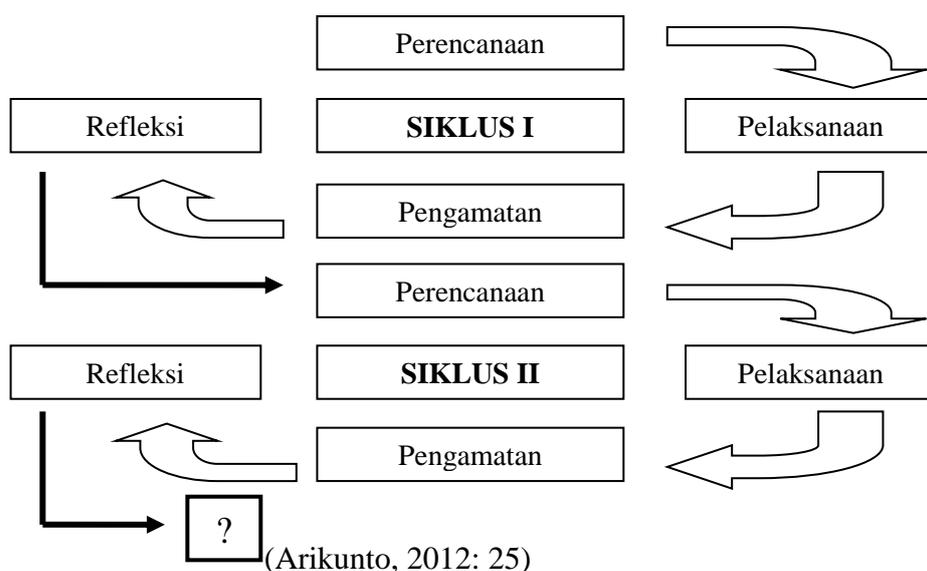 Perencanaan
Refleksi SIKLUS I Pelaksanaan
Pengamatan
Perencanaan
Refleksi SIKLUS II Pelaksanaan
Pengamatan
?
(Arikunto, 2012: 25)